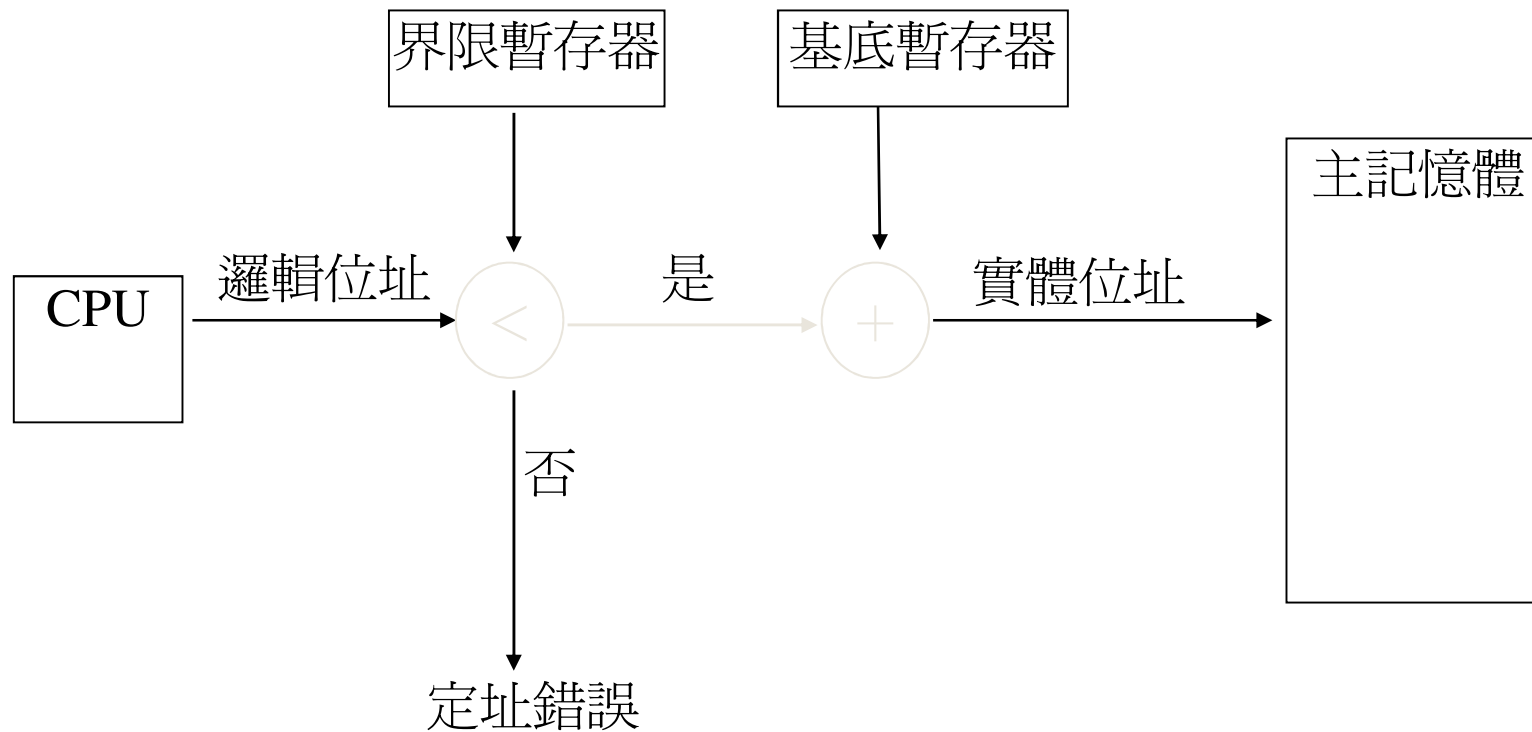 界限暫存器
基底暫存器
主記憶體
CPU
邏輯位址
<
是
+
實體位址
否
定址錯誤